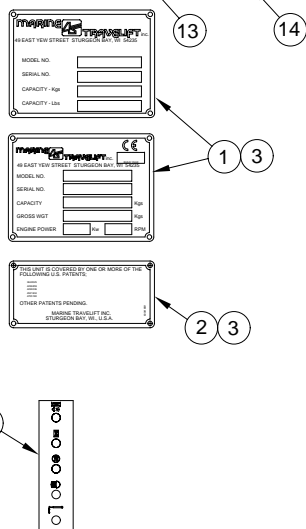 13
14
MARINE TRAVELIFT INC.
49 EAST YEW STREET STURGEON BAY, WI 54235
MODEL NO.
SERIAL NO.
CAPACITY - Kgs
CAPACITY - Lbs
1
3
CE
MARINE TRAVELIFT INC.
49 EAST YEW STREET STURGEON BAY, WI 54235
MODEL NO.
SERIAL NO.
CAPACITY Kgs
GROSS WGT Kgs
ENGINE POWER Kw RPM
THIS UNIT IS COVERED BY ONE OR MORE OF THE
FOLLOWING U.S. PATENTS;
OTHER PATENTS PENDING.
MARINE TRAVELIFT INC.
STURGEON BAY, WI., U.S.A.
2
3